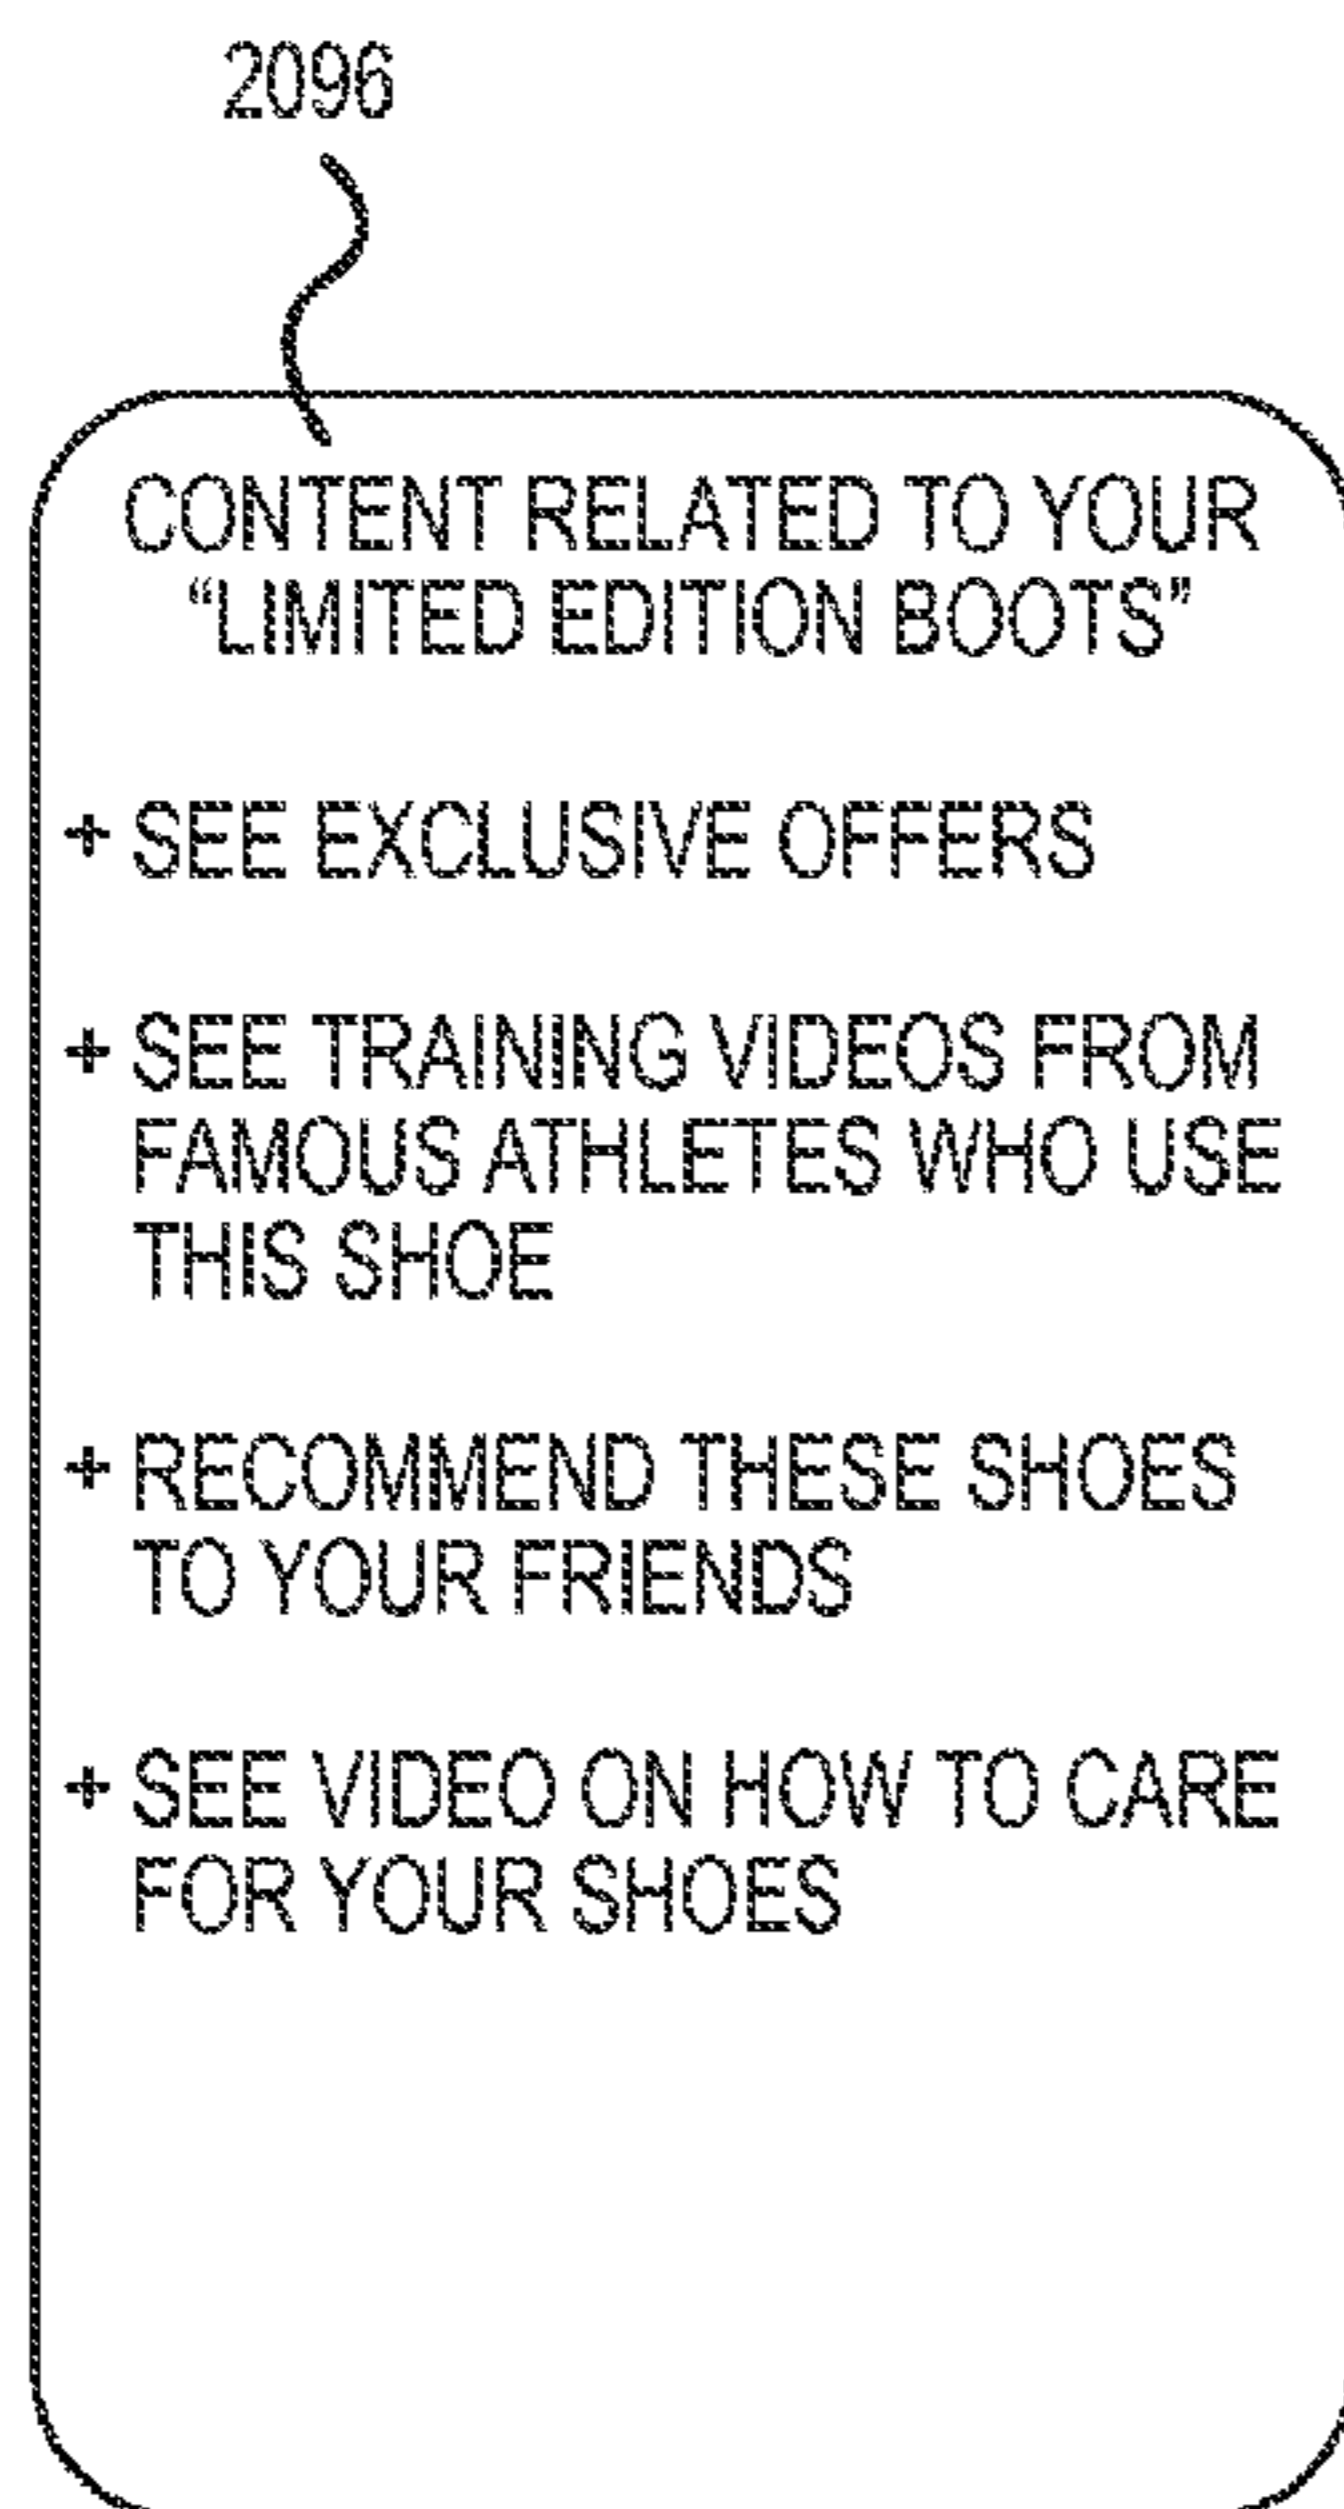 2096
CONTENT RELATED TO YOUR
“LIMITED EDITION BOOTS”
+ SEE EXCLUSIVE OFFERS
+ SEE TRAINING VIDEOS FROM
FAMOUS ATHLETES WHO USE
THIS SHOE
+ RECOMMEND THESE SHOES
TO YOUR FRIENDS
+ SEE VIDEO ON HOW TO CARE
FOR YOUR SHOES